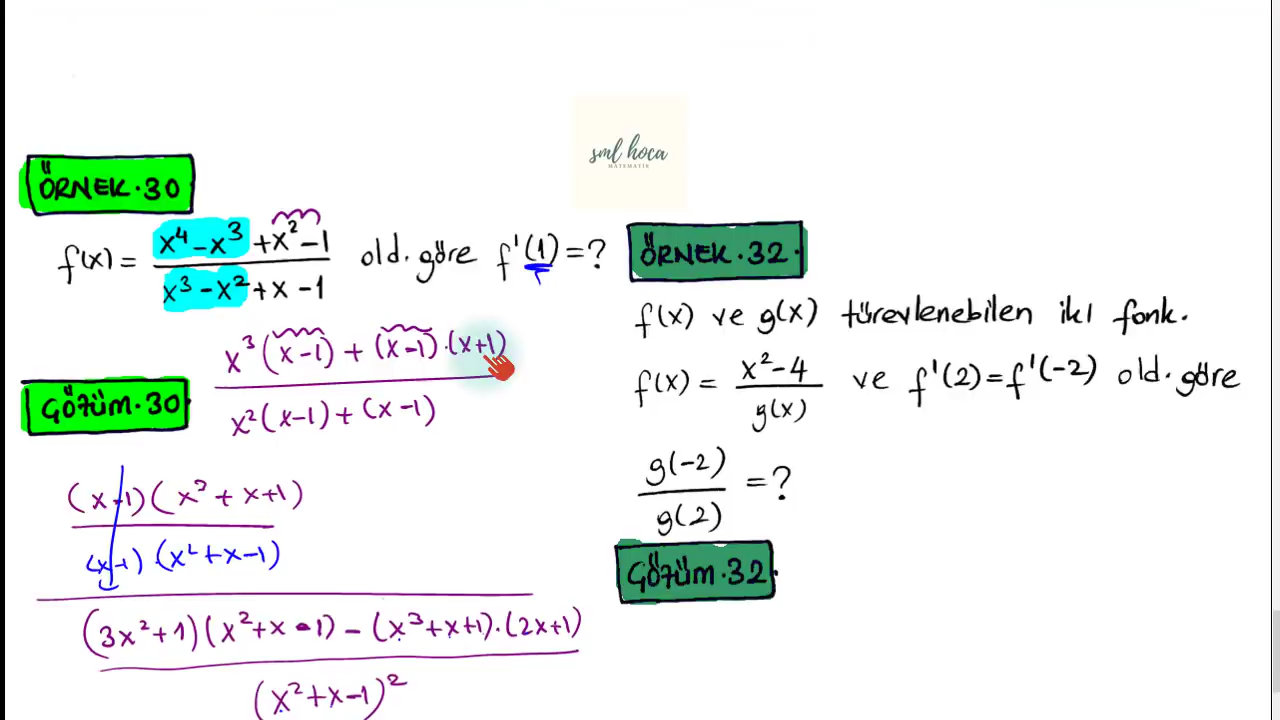 sml hoca
MATEMATİK
ÖRNEK.30
f(x) = (x⁴ - x³ + x² - 1) / (x³ - x² + x - 1) old. göre f'(1) = ?
x³(x-1) + (x-1)·(x+1)
x²(x-1) + (x-1)
ÇÖZÜM.30
(x-1)(x³+x+1)
(x-1)·(x²+x-1)
(3x²+1)(x²+x-1) - (x³+x+1)·(2x+1)
(x²+x-1)²
ÖRNEK.32
f(x) ve g(x) türevlenebilen iki fonk.
f(x) = (x²-4) / g(x) ve f'(2) = f'(-2) old. göre
g(-2) / g(2) = ?
ÇÖZÜM.32